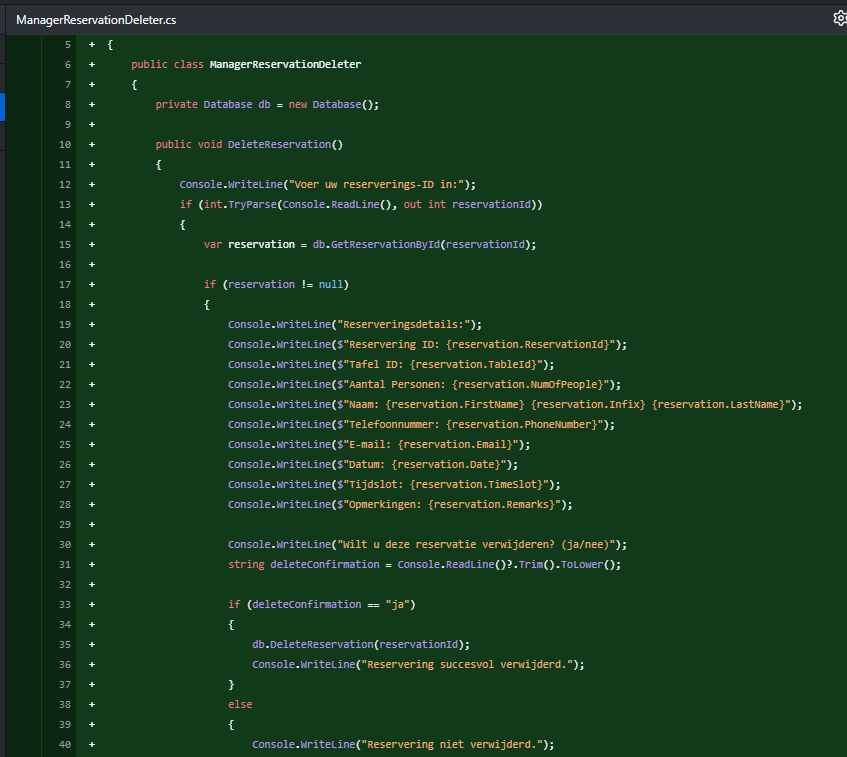 ManagerReservationDeleter.cs
5 + {
6 + public class ManagerReservationDeleter
7 + {
8 + private Database db = new Database();
9 +
10 + public void DeleteReservation()
11 + {
12 + Console.WriteLine("Voer uw reserverings-ID in:");
13 + if (int.TryParse(Console.ReadLine(), out int reservationId))
14 + {
15 + var reservation = db.GetReservationById(reservationId);
16 +
17 + if (reservation != null)
18 + {
19 + Console.WriteLine("Reserveringsdetails:");
20 + Console.WriteLine($"Reservering ID: {reservation.ReservationId}");
21 + Console.WriteLine($"Tafel ID: {reservation.TableId}");
22 + Console.WriteLine($"Aantal Personen: {reservation.NumOfPeople}");
23 + Console.WriteLine($"Naam: {reservation.FirstName} {reservation.Infix} {reservation.LastName}");
24 + Console.WriteLine($"Telefoonnummer: {reservation.PhoneNumber}");
25 + Console.WriteLine($"E-mail: {reservation.Email}");
26 + Console.WriteLine($"Datum: {reservation.Date}");
27 + Console.WriteLine($"Tijdslot: {reservation.TimeSlot}");
28 + Console.WriteLine($"Opmerkingen: {reservation.Remarks}");
29 +
30 + Console.WriteLine("Wilt u deze reservatie verwijderen? (ja/nee)");
31 + string deleteConfirmation = Console.ReadLine()?.Trim().ToLower();
32 +
33 + if (deleteConfirmation == "ja")
34 + {
35 + db.DeleteReservation(reservationId);
36 + Console.WriteLine("Reservering succesvol verwijderd.");
37 + }
38 + else
39 + {
40 + Console.WriteLine("Reservering niet verwijderd.");